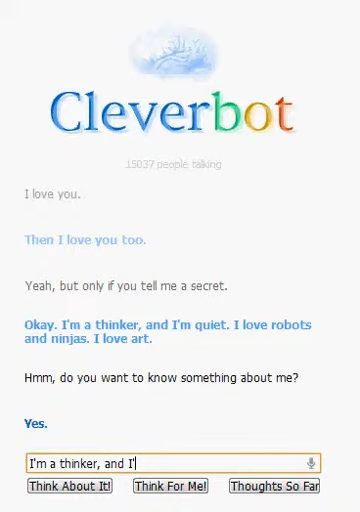 Cleverbot
15037 people talking
I love you.
Then I love you too.
Yeah, but only if you tell me a secret.
Okay. I'm a thinker, and I'm quiet. I love robots
and ninjas. I love art.
Hmm, do you want to know something about me?
Yes.
I'm a thinker, and I'
Think About It! Think For Me! Thoughts So Far